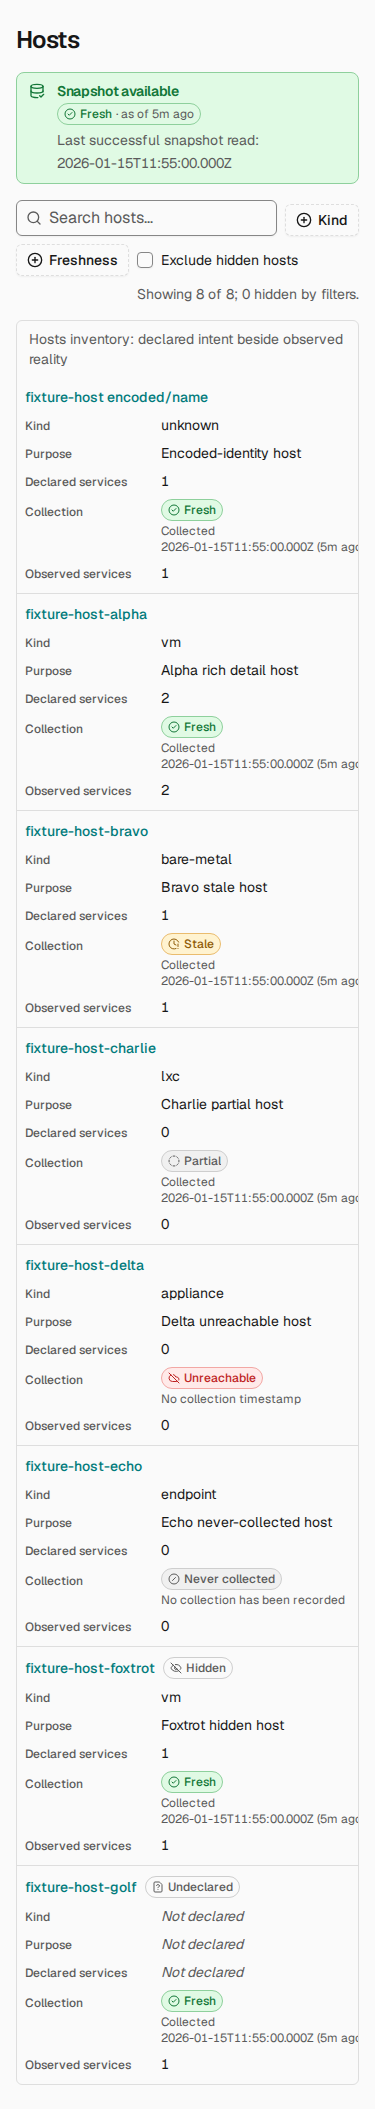 Hosts
Snapshot available
Fresh · as of 5m ago
Last successful snapshot read:
2026-01-15T11:55:00.000Z
Search hosts...
Kind
Freshness
Exclude hidden hosts
Showing 8 of 8; 0 hidden by filters.
Hosts inventory: declared intent beside observed
reality
fixture-host encoded/name
Kind unknown
Purpose Encoded-identity host
Declared services 1
Collection Fresh
Collected
2026-01-15T11:55:00.000Z (5m ago
Observed services 1
fixture-host-alpha
Kind vm
Purpose Alpha rich detail host
Declared services 2
Collection Fresh
Collected
2026-01-15T11:55:00.000Z (5m ago
Observed services 2
fixture-host-bravo
Kind bare-metal
Purpose Bravo stale host
Declared services 1
Collection Stale
Collected
2026-01-15T11:55:00.000Z (5m ago
Observed services 1
fixture-host-charlie
Kind lxc
Purpose Charlie partial host
Declared services 0
Collection Partial
Collected
2026-01-15T11:55:00.000Z (5m ago
Observed services 0
fixture-host-delta
Kind appliance
Purpose Delta unreachable host
Declared services 0
Collection Unreachable
No collection timestamp
Observed services 0
fixture-host-echo
Kind endpoint
Purpose Echo never-collected host
Declared services 0
Collection Never collected
No collection has been recorded
Observed services 0
fixture-host-foxtrot Hidden
Kind vm
Purpose Foxtrot hidden host
Declared services 1
Collection Fresh
Collected
2026-01-15T11:55:00.000Z (5m ago
Observed services 1
fixture-host-golf Undeclared
Kind Not declared
Purpose Not declared
Declared services Not declared
Collection Fresh
Collected
2026-01-15T11:55:00.000Z (5m ago
Observed services 1